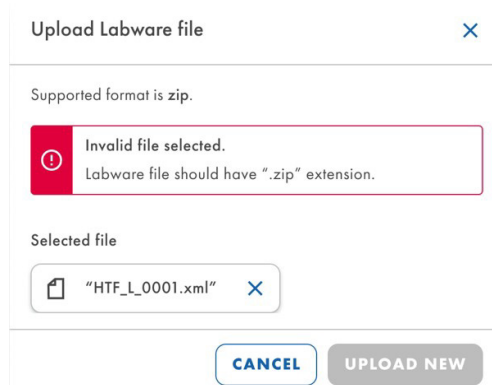 Upload Labware file
Supported format is zip.
Invalid file selected.
Labware file should have ".zip" extension.
Selected file
"HTF_L_0001.xml"
CANCEL
UPLOAD NEW